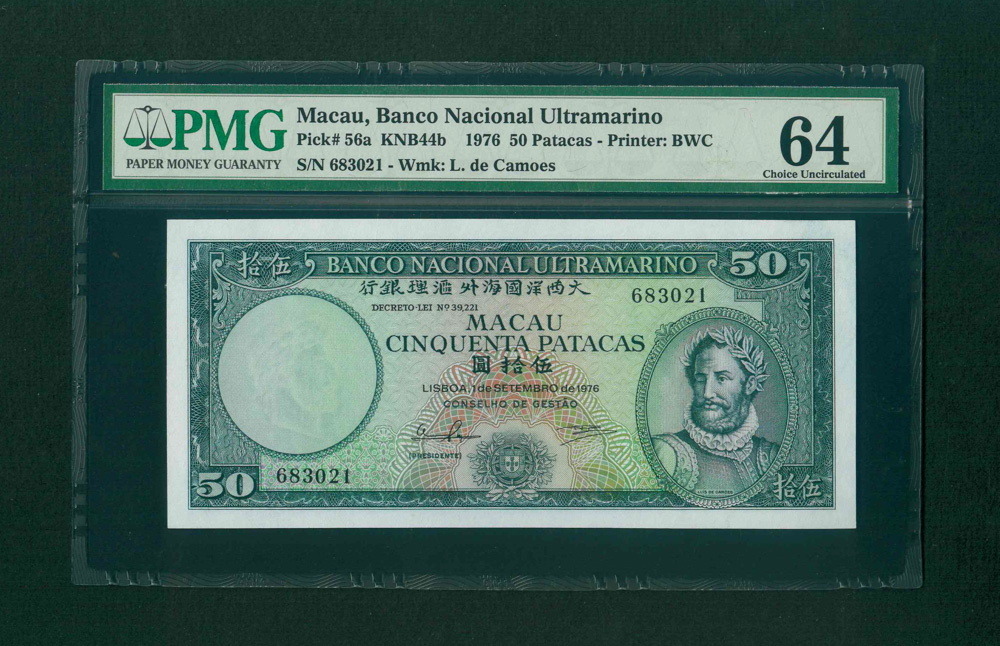 PMG
PAPER MONEY GUARANTY
Macau, Banco Nacional Ultramarino
Pick# 56a KNB44b 1976 50 Patacas - Printer: BWC
S/N 683021 - Wmk: L. de Camoes
64
Choice Uncirculated
拾伍 BANCO NACIONAL ULTRAMARINO 50
行銀理滙外海國洋西大
683021
DECRETO-LEI Nº 39,221
MACAU
CINQUENTA PATACAS
圓拾伍
LISBOA, 1 de SETEMBRO de 1976
CONSELHO DE GESTÃO
(PRESIDENTE)
50 683021
LUIS DE CAMÕES
拾伍